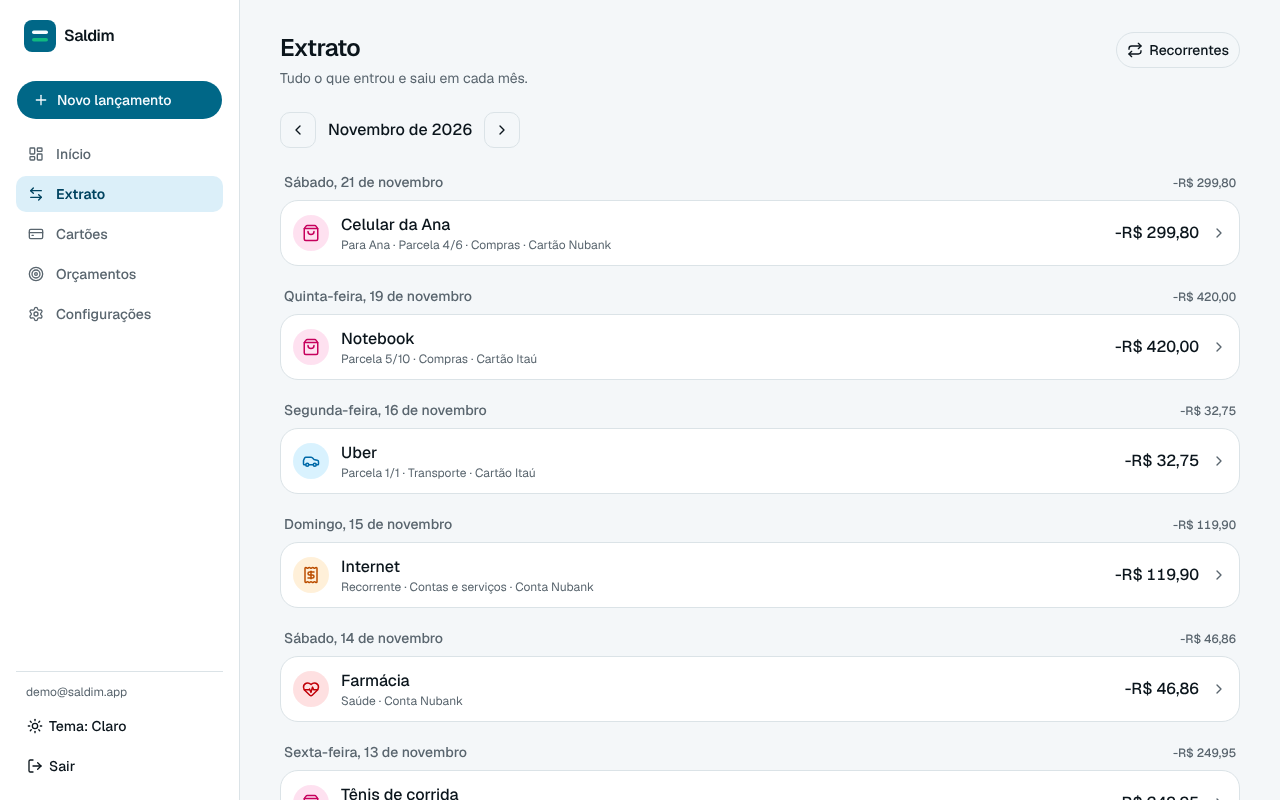 Saldim
Novo lançamento
Início
Extrato
Cartões
Orçamentos
Configurações
demo@saldim.app
Tema: Claro
Sair
Extrato
Recorrentes
Tudo o que entrou e saiu em cada mês.
Novembro de 2026
Sábado, 21 de novembro
-R$ 299,80
Celular da Ana
Para Ana · Parcela 4/6 · Compras · Cartão Nubank
-R$ 299,80
Quinta-feira, 19 de novembro
-R$ 420,00
Notebook
Parcela 5/10 · Compras · Cartão Itaú
-R$ 420,00
Segunda-feira, 16 de novembro
-R$ 32,75
Uber
Parcela 1/1 · Transporte · Cartão Itaú
-R$ 32,75
Domingo, 15 de novembro
-R$ 119,90
Internet
Recorrente · Contas e serviços · Conta Nubank
-R$ 119,90
Sábado, 14 de novembro
-R$ 46,86
Farmácia
Saúde · Conta Nubank
-R$ 46,86
Sexta-feira, 13 de novembro
-R$ 249,95
Tênis de corrida
-R$ 249,95